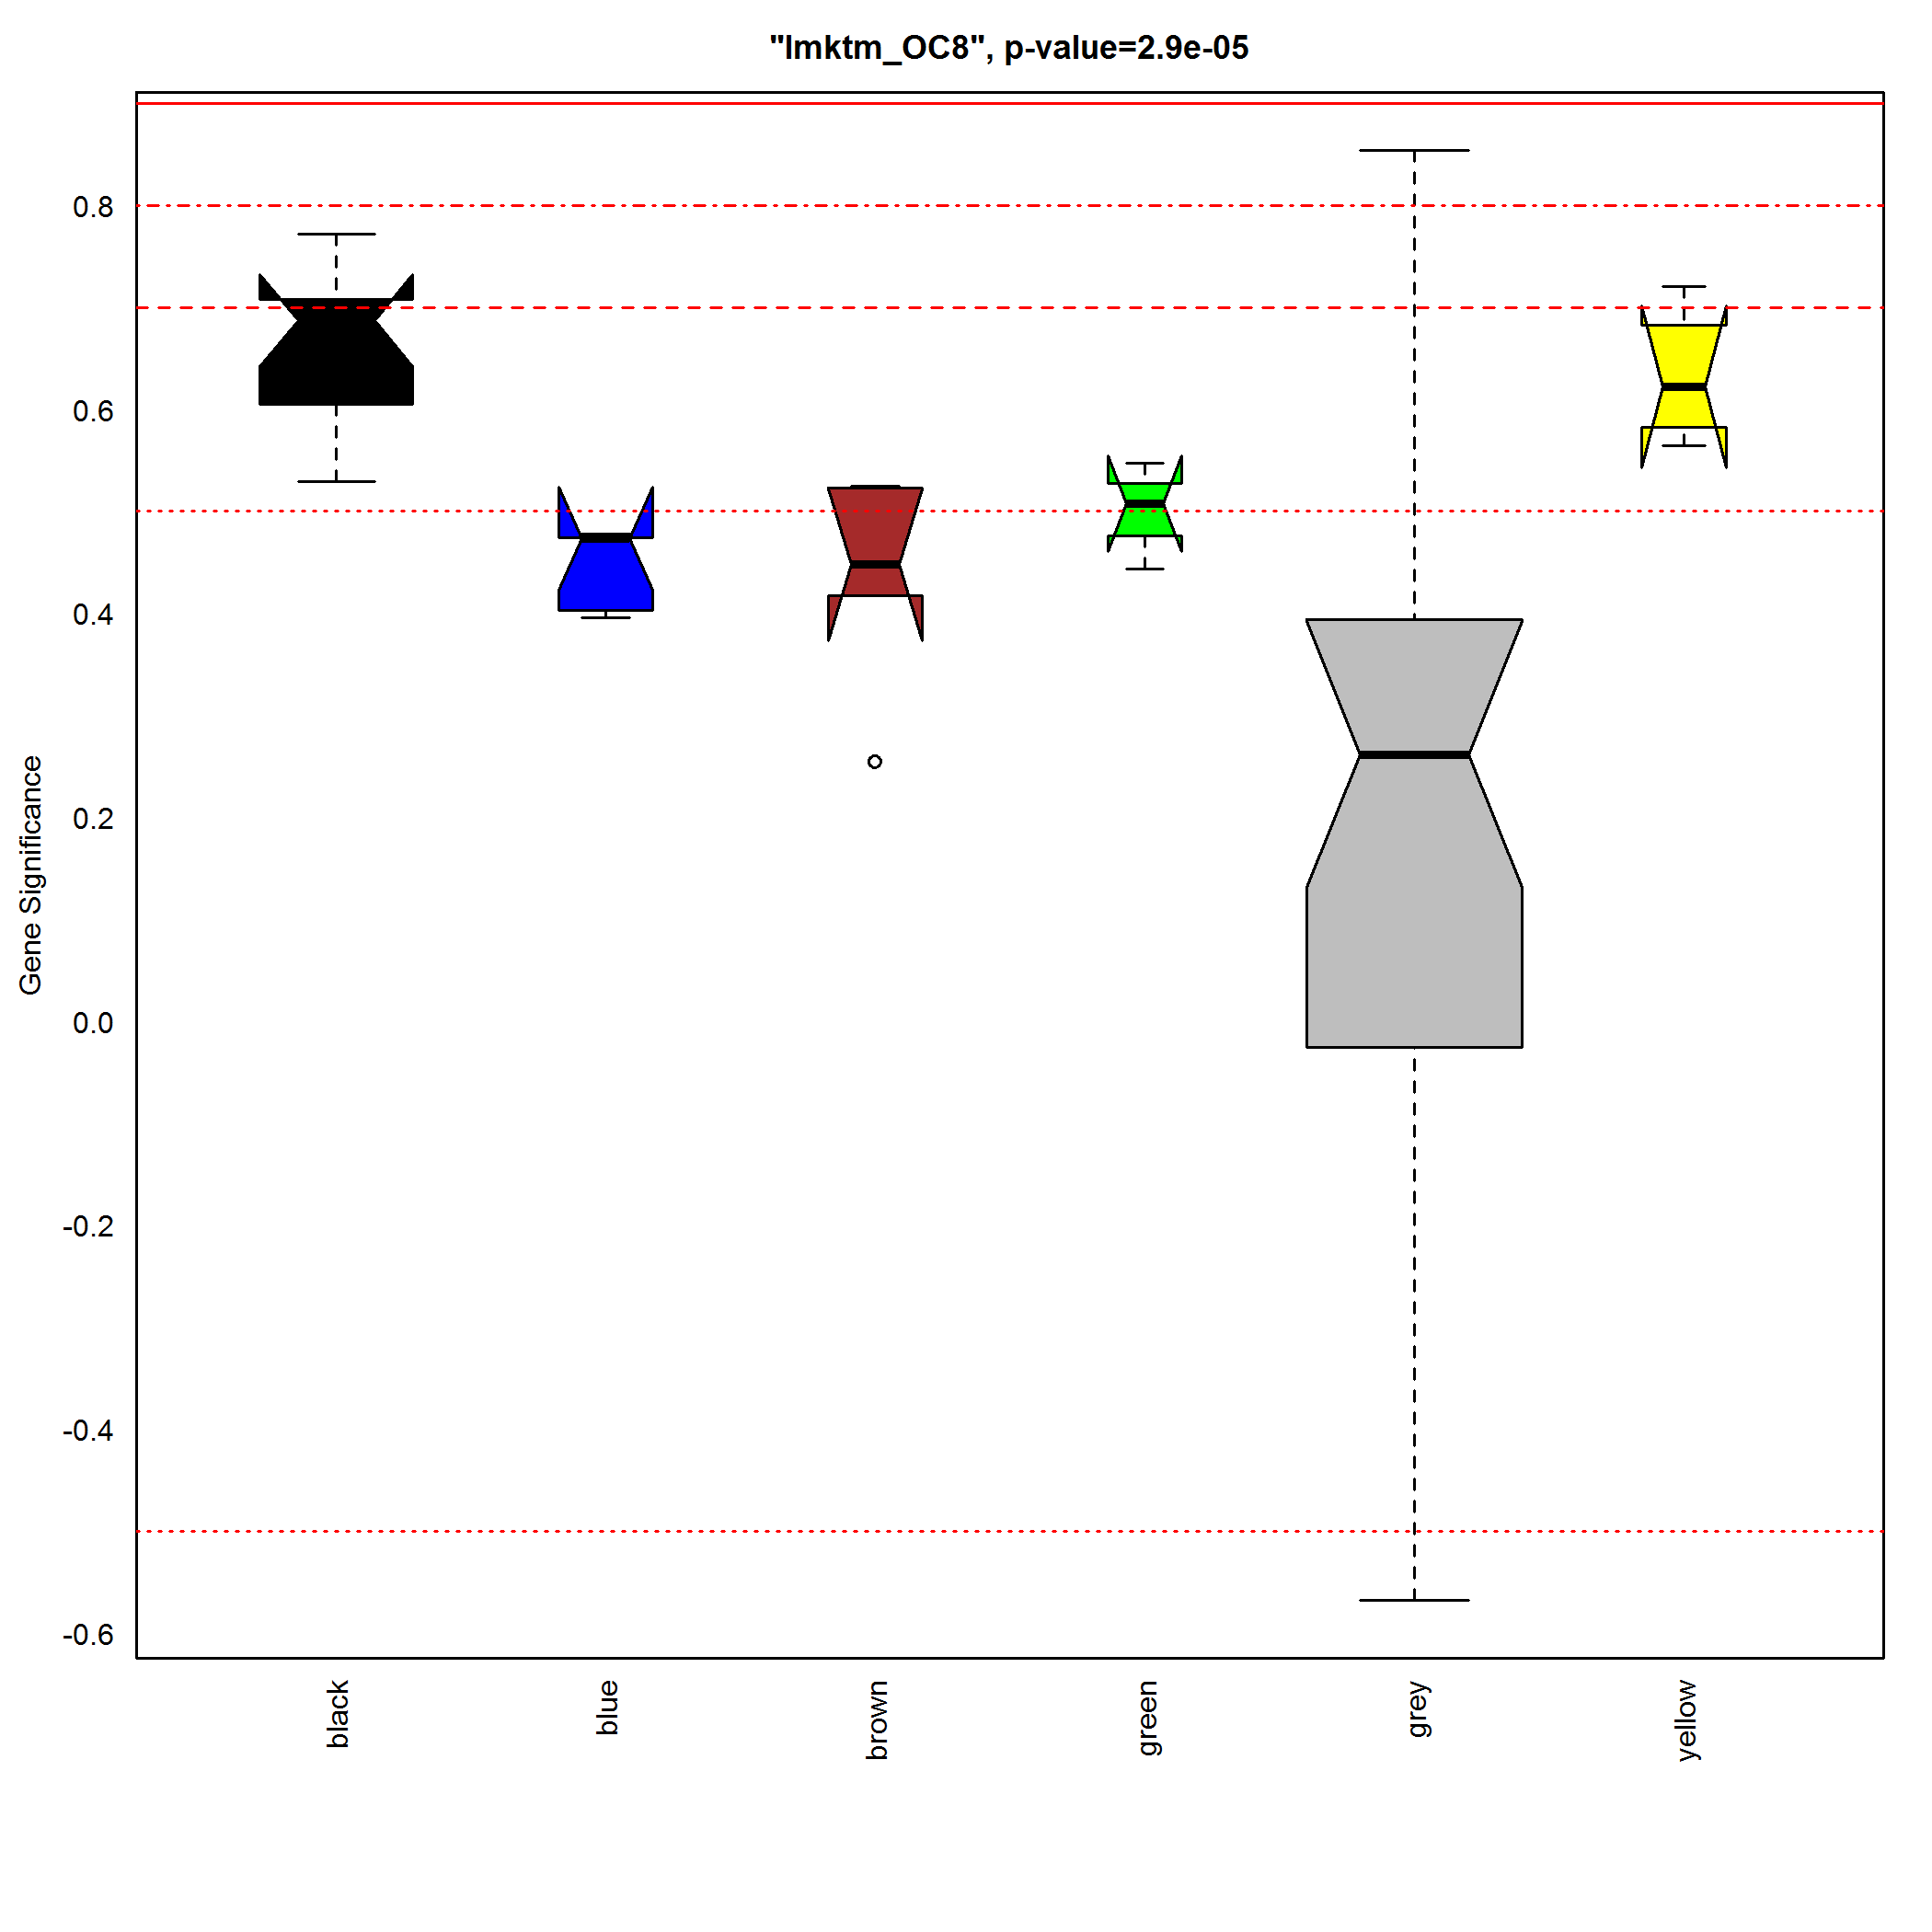 "lmktm_OC8", p-value=2.9e-05
Gene Significance
0.8
0.6
0.4
0.2
0.0
-0.2
-0.4
-0.6
black
blue
brown
green
grey
yellow